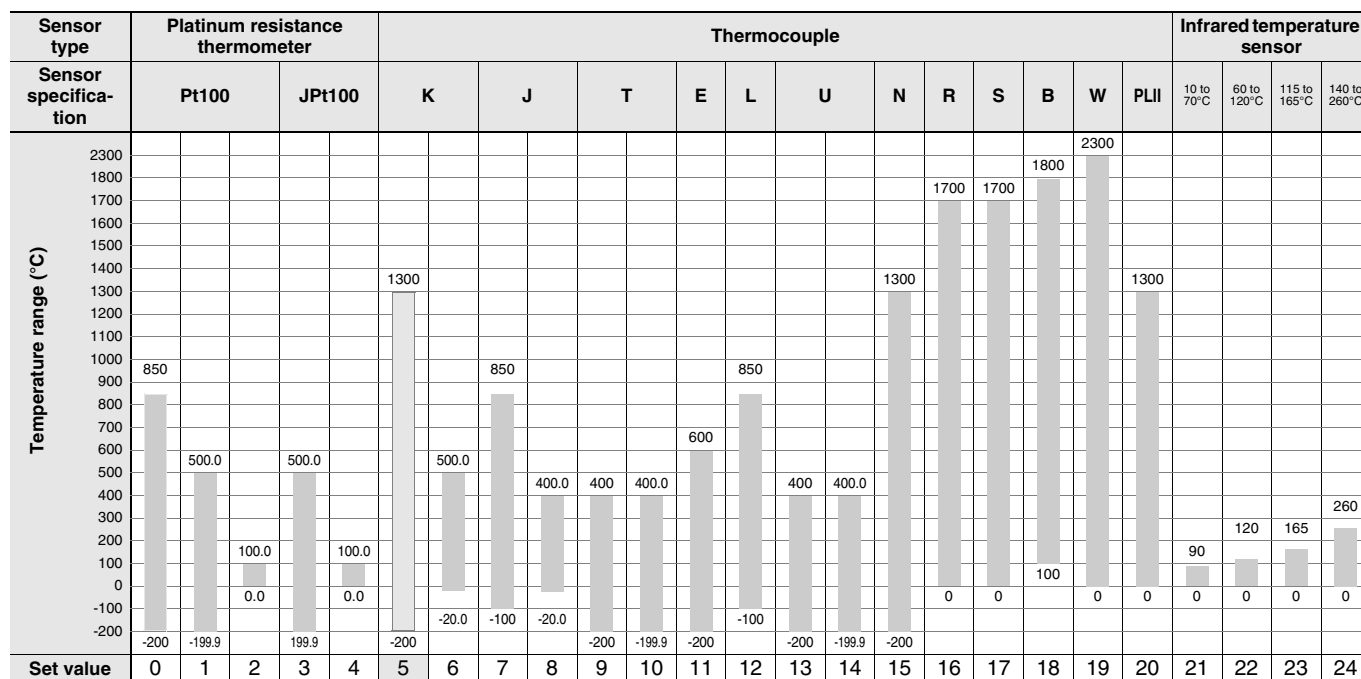 Sensor type Platinum resistance thermometer Thermocouple Infrared temperature sensor
Sensor specifica- tion Pt100 JPt100 K J T E L U N R S B W PLII 10 to 70°C 60 to 120°C 115 to 165°C 140 to 260°C
Temperature range (°C)
2300 2300
1800 1800
1700 1700 1700
1600
1500
1400
1300 1300 1300 1300
1200
1100
1000
900 850 850 850
800
700
600 600
500 500.0 500.0 500.0
400 400.0 400 400.0 400 400.0
300 260
200 120 165
100 100.0 100.0 90 100
0 0.0 0.0 0 0 0 0 0 0 0 0
-100 -20.0 -100 -20.0 -100
-200 -200 -199.9 199.9 -200 -200 -199.9 -200 -200 -199.9 -200
Set value 0 1 2 3 4 5 6 7 8 9 10 11 12 13 14 15 16 17 18 19 20 21 22 23 24